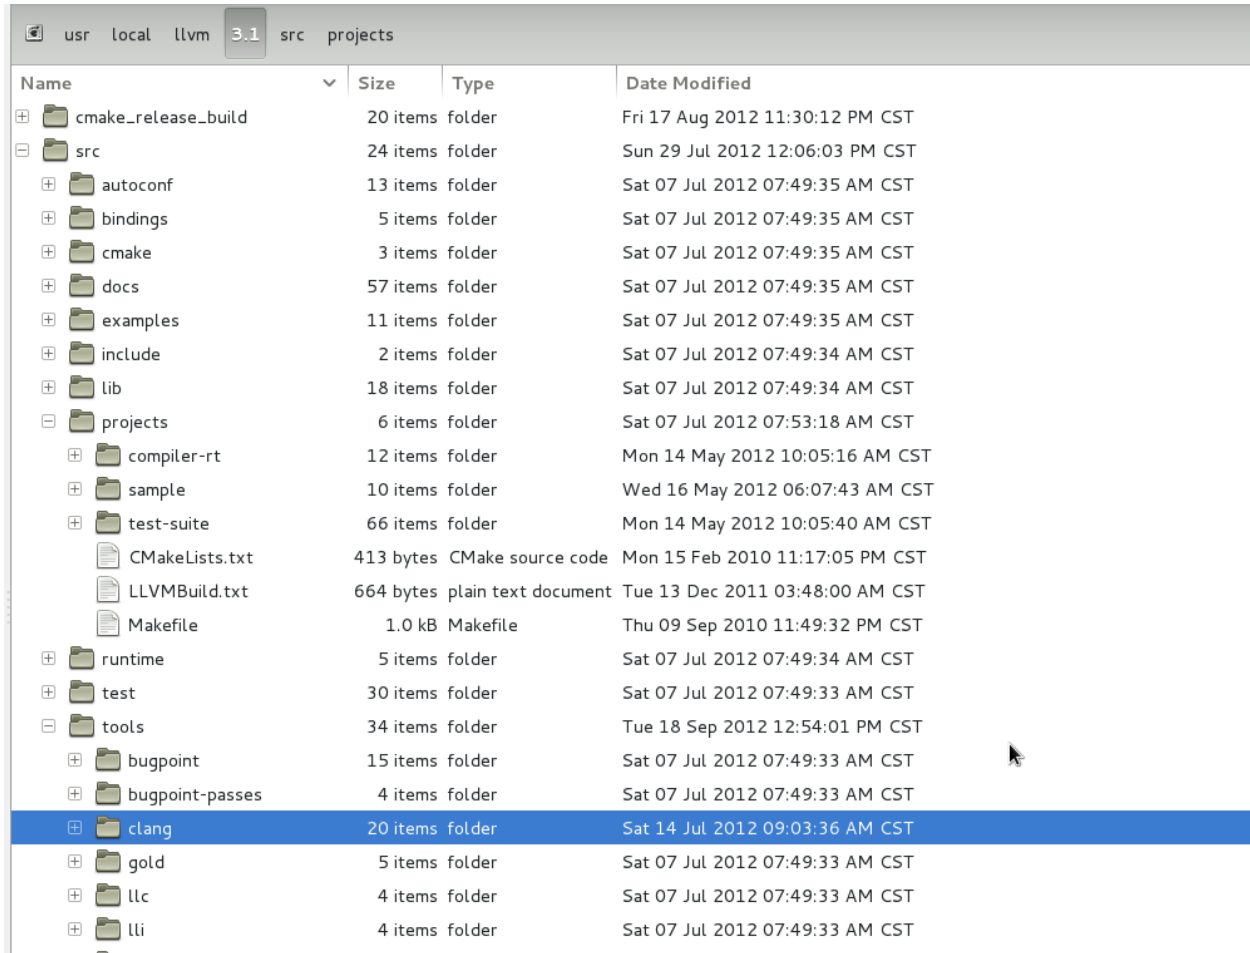 usr local llvm 3.1 src projects
Name Size Type Date Modified
cmake_release_build 20 items folder Fri 17 Aug 2012 11:30:12 PM CST
src 24 items folder Sun 29 Jul 2012 12:06:03 PM CST
autoconf 13 items folder Sat 07 Jul 2012 07:49:35 AM CST
bindings 5 items folder Sat 07 Jul 2012 07:49:35 AM CST
cmake 3 items folder Sat 07 Jul 2012 07:49:35 AM CST
docs 57 items folder Sat 07 Jul 2012 07:49:35 AM CST
examples 11 items folder Sat 07 Jul 2012 07:49:35 AM CST
include 2 items folder Sat 07 Jul 2012 07:49:34 AM CST
lib 18 items folder Sat 07 Jul 2012 07:49:34 AM CST
projects 6 items folder Sat 07 Jul 2012 07:53:18 AM CST
compiler-rt 12 items folder Mon 14 May 2012 10:05:16 AM CST
sample 10 items folder Wed 16 May 2012 06:07:43 AM CST
test-suite 66 items folder Mon 14 May 2012 10:05:40 AM CST
CMakeLists.txt 413 bytes CMake source code Mon 15 Feb 2010 11:17:05 PM CST
LLVMBuild.txt 664 bytes plain text document Tue 13 Dec 2011 03:48:00 AM CST
Makefile 1.0 kB Makefile Thu 09 Sep 2010 11:49:32 PM CST
runtime 5 items folder Sat 07 Jul 2012 07:49:34 AM CST
test 30 items folder Sat 07 Jul 2012 07:49:33 AM CST
tools 34 items folder Tue 18 Sep 2012 12:54:01 PM CST
bugpoint 15 items folder Sat 07 Jul 2012 07:49:33 AM CST
bugpoint-passes 4 items folder Sat 07 Jul 2012 07:49:33 AM CST
clang 20 items folder Sat 14 Jul 2012 09:03:36 AM CST
gold 5 items folder Sat 07 Jul 2012 07:49:33 AM CST
llc 4 items folder Sat 07 Jul 2012 07:49:33 AM CST
lli 4 items folder Sat 07 Jul 2012 07:49:33 AM CST